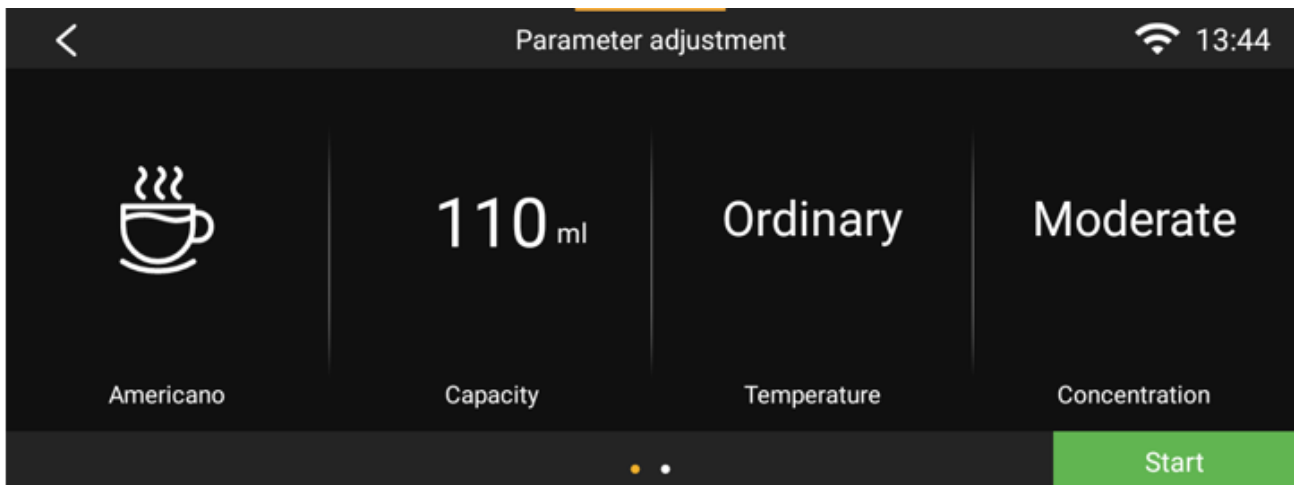 Parameter adjustment
13:44
110 ml
Ordinary
Moderate
Americano
Capacity
Temperature
Concentration
Start